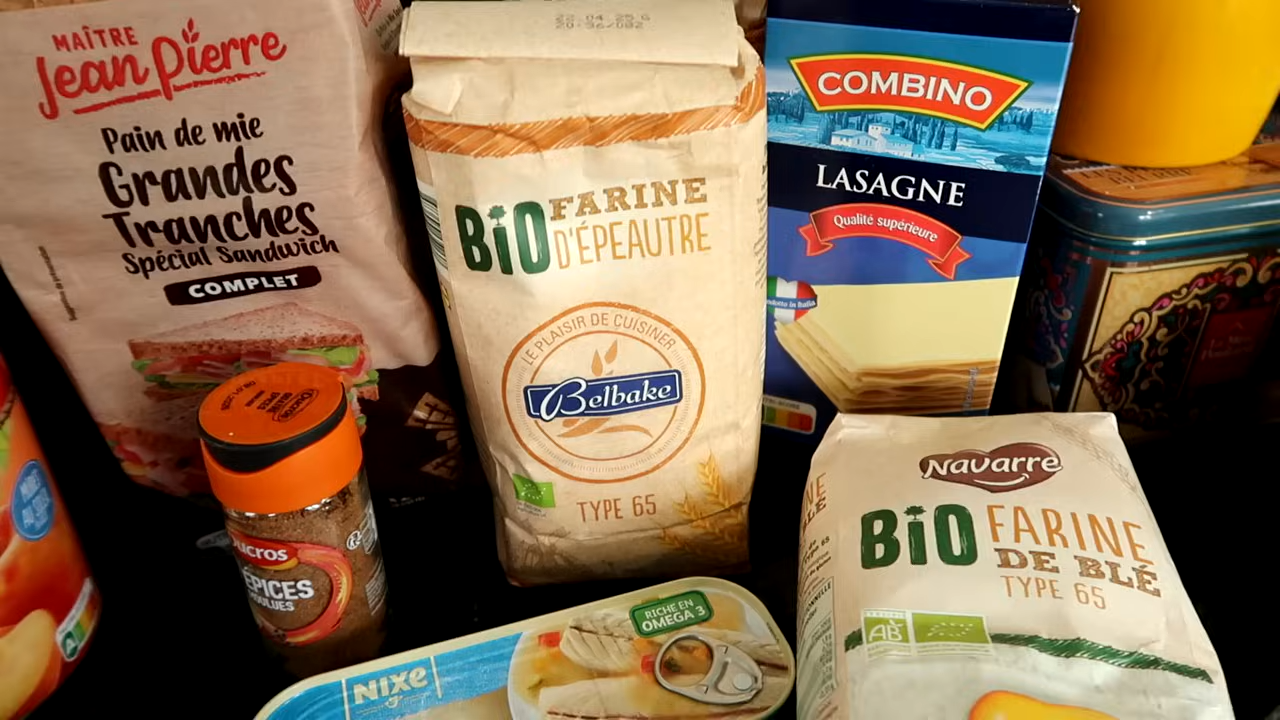 MAÎTRE
Jean Pierre
Pain de mie
Grandes
Tranches
Spécial Sandwich
COMPLET
BiO FARINE
D'ÉPEAUTRE
LE PLAISIR DE CUISINER
Belbake
TYPE 65
COMBINO
LASAGNE
Qualité supérieure
DUCROS
ÉPICES
MOULUES
RICHE EN
OMEGA 3
NIXE
Navarre
BiO FARINE
DE BLÉ
TYPE 65
AB